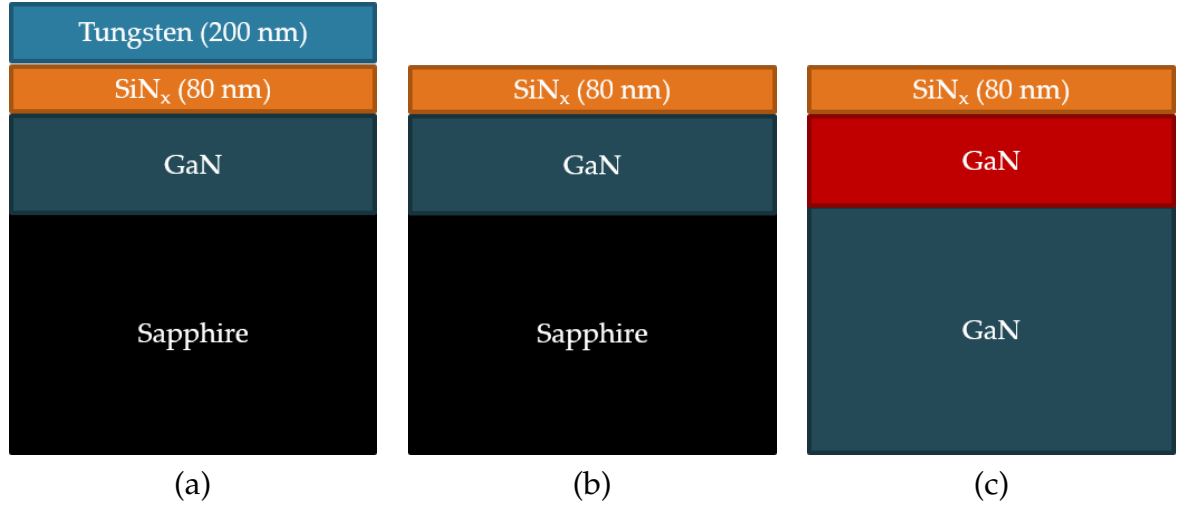 Tungsten (200 nm)
SiNx (80 nm)
GaN
Sapphire
(a)
SiNx (80 nm)
GaN
Sapphire
(b)
SiNx (80 nm)
GaN
GaN
(c)